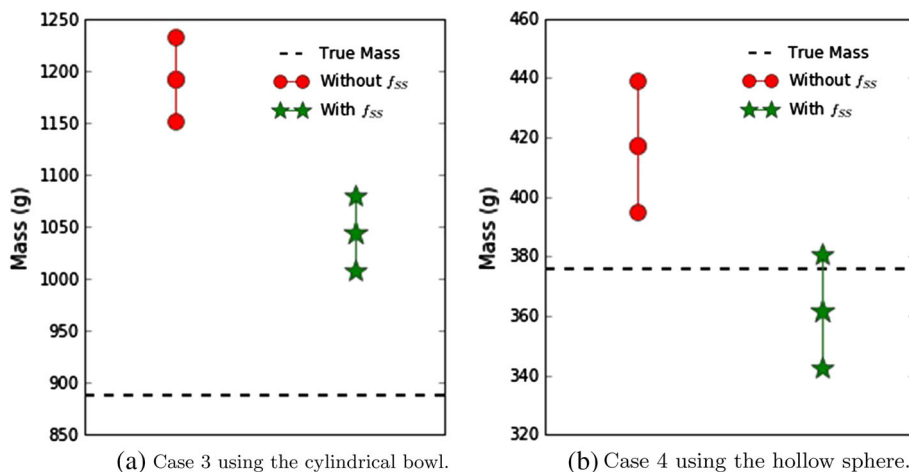 1250
1200
1150
1100
1050
1000
950
900
850
Mass (g)
True Mass
Without fSS
With fSS
(a) Case 3 using the cylindrical bowl.
460
440
420
400
380
360
340
320
Mass (g)
True Mass
Without fSS
With fSS
(b) Case 4 using the hollow sphere.